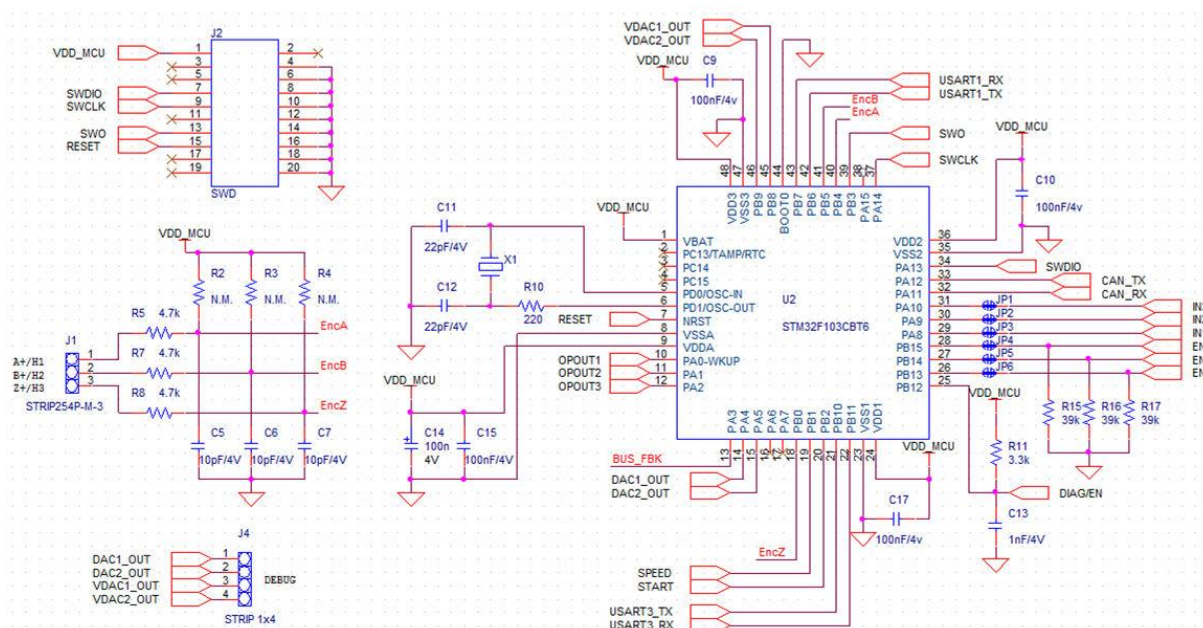 J2
VDD_MCU
1
2
3
4
5
6
SWDIO
7
8
SWCLK
9
10
11
12
SWO
13
14
RESET
15
16
17
18
19
20
SWD
VDD_MCU
R2
R3
R4
N.M.
N.M.
N.M.
R5 4.7k
EncA
J1
A+/H1 1
R7 4.7k
EncB
B+/H2 2
Z+/H3 3
R8 4.7k
EncZ
STRIP254P-M-3
C5
C6
C7
10pF/4V
10pF/4V
10pF/4V
J4
DAC1_OUT 1
DAC2_OUT 2
VDAC1_OUT 3
VDAC2_OUT 4
DEBUG
STRIP 1x4
C11
22pF/4V
X1
C12
22pF/4V
R10
220
RESET
OPOUT1
OPOUT2
OPOUT3
VDD_MCU
C14
100n
4V
C15
100nF/4V
VDAC1_OUT
VDAC2_OUT
VDD_MCU
C9
100nF/4v
USART1_RX
USART1_TX
EncB
EncA
SWO
SWCLK
VDD_MCU
C10
100nF/4v
48 47 46 45 44 43 42 41 40 39 38 37
VDD3 VSS3 PB9 PB8 BOOT0 PB7 PB6 PB5 PB4 PB3 PA15 PA14
VDD_MCU
1 VBAT
2 PC13/TAMP/RTC
3 PC14
4 PC15
5 PD0/OSC-IN
6 PD1/OSC-OUT
7 NRST
8 VSSA
9 VDDA
10 PA0-WKUP
11 PA1
12 PA2
U2
STM32F103CBT6
VDD2 36
VSS2 35
PA13 34
PA12 33
PA11 32
PA10 31
PA9 30
PA8 29
PB15 28
PB14 27
PB13 26
PB12 25
SWDIO
CAN_TX
CAN_RX
JP1
JP2
JP3
JP4
JP5
JP6
EN
EN
EN
PA3 PA4 PA5 PA6 PA7 PB0 PB1 PB2 PB10 PB11 VSS1 VDD1
13 14 15 16 17 18 19 20 21 22 23 24
BUS_FBK
DAC1_OUT
DAC2_OUT
VDD_MCU
C17
100nF/4v
EncZ
SPEED
START
USART3_TX
USART3_RX
VDD_MCU
R11
3.3k
DIAG/EN
C13
1nF/4V
R15
39k
R16
39k
R17
39k